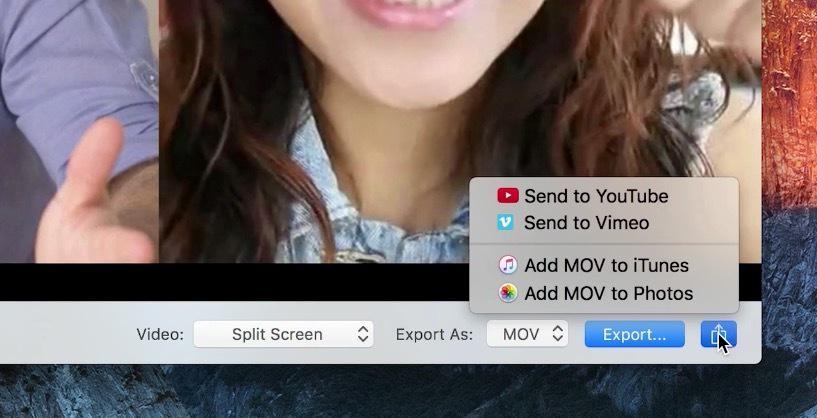 Send to YouTube
Send to Vimeo
Add MOV to iTunes
Add MOV to Photos
Video: Split Screen Export As: MOV Export...